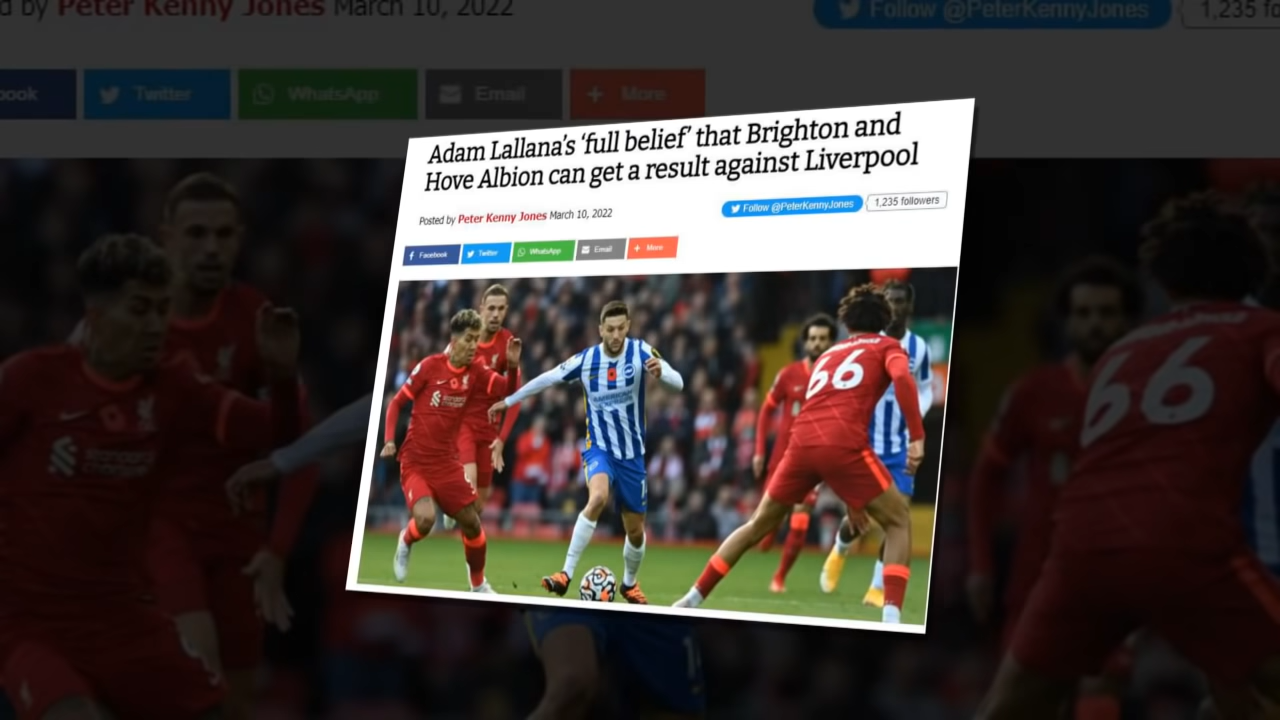 d by Peter Kenny Jones March 10, 2022
Follow @PeterKennyJones
1,235 fo
book
Twitter
WhatsApp
Email
More
Adam Lallana's ‘full belief’ that Brighton and
Hove Albion can get a result against Liverpool
Posted by Peter Kenny Jones March 10, 2022
Follow @PeterKennyJones
1,235 followers
Facebook
Twitter
WhatsApp
Email
More
66
66